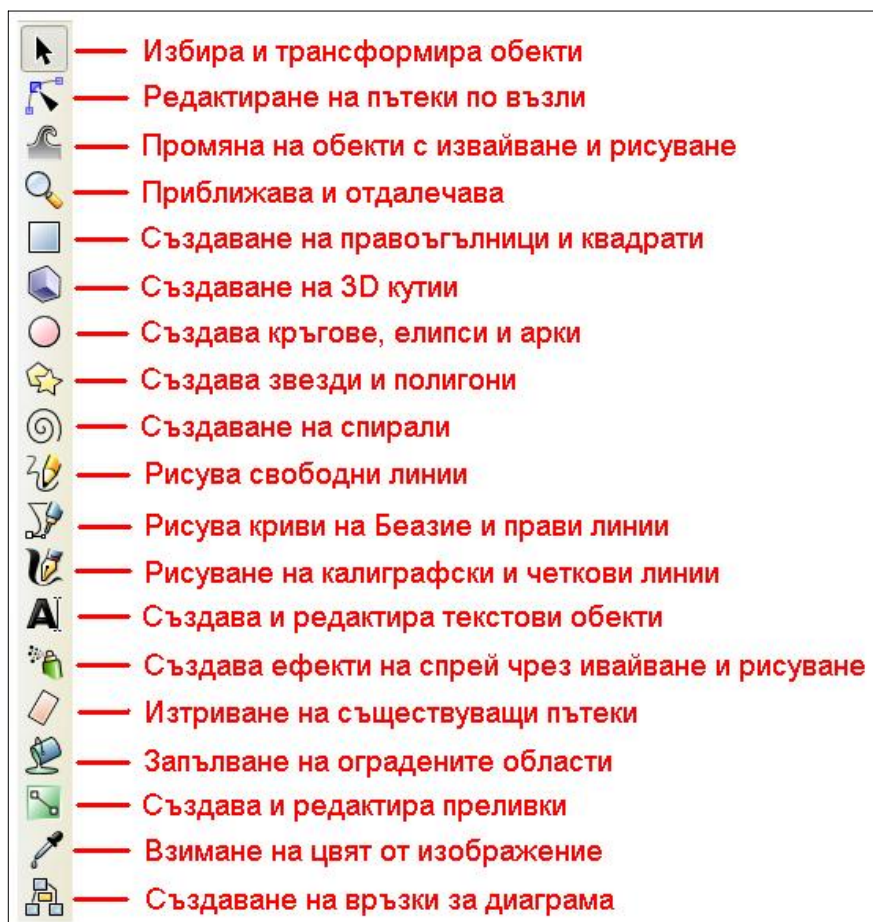 Избира и трансформира обекти
Редактиране на пътеки по възли
Промяна на обекти с извайване и рисуване
Приближава и отдалечава
Създаване на правоъгълници и квадрати
Създаване на 3D кутии
Създава кръгове, елипси и арки
Създава звезди и полигони
Създаване на спирали
Рисува свободни линии
Рисува криви на Беазие и прави линии
Рисуване на калиграфски и четкови линии
Създава и редактира текстови обекти
Създава ефекти на спрей чрез ивайване и рисуване
Изтриване на съществуващи пътеки
Запълване на оградените области
Създава и редактира преливки
Взимане на цвят от изображение
Създаване на връзки за диаграма